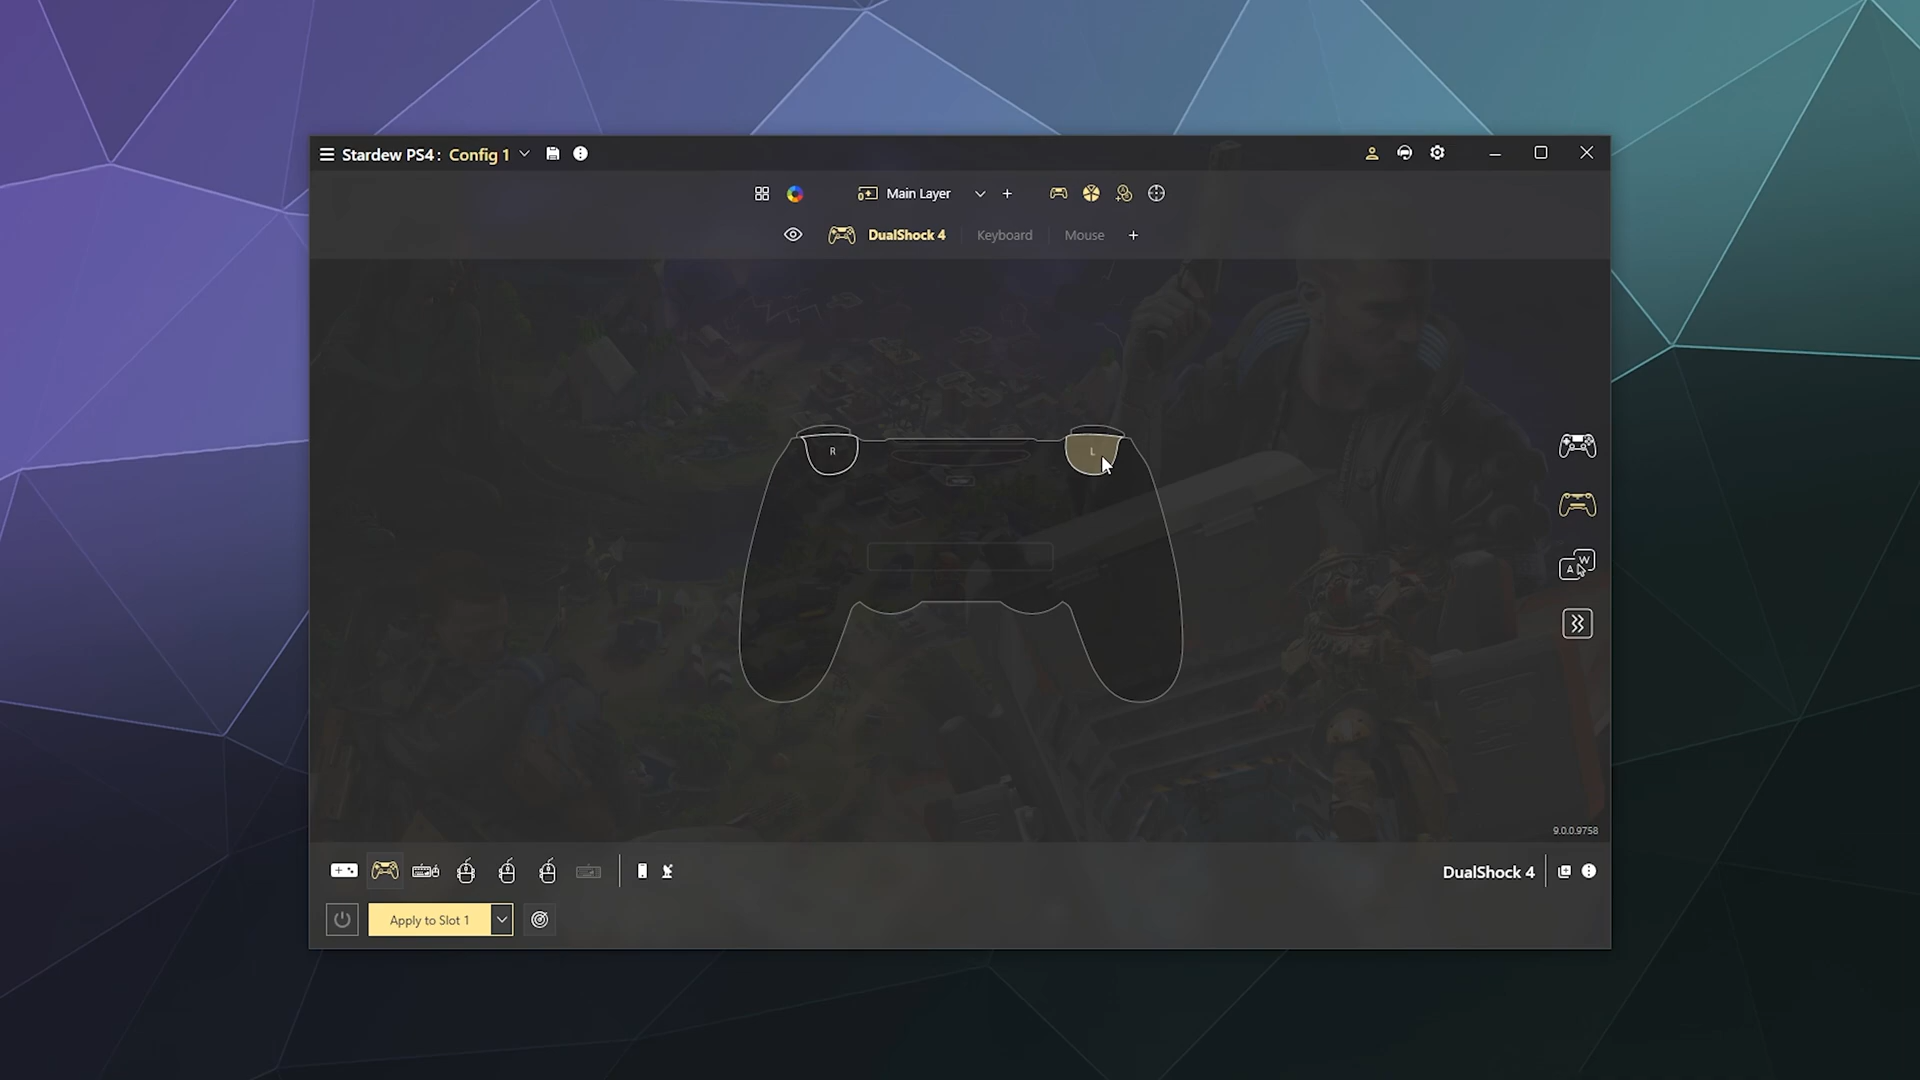 Stardew PS4: Config 1
Main Layer
DualShock 4 Keyboard Mouse
R L
W
A
9.0.0.9758
DualShock 4
Apply to Slot 1